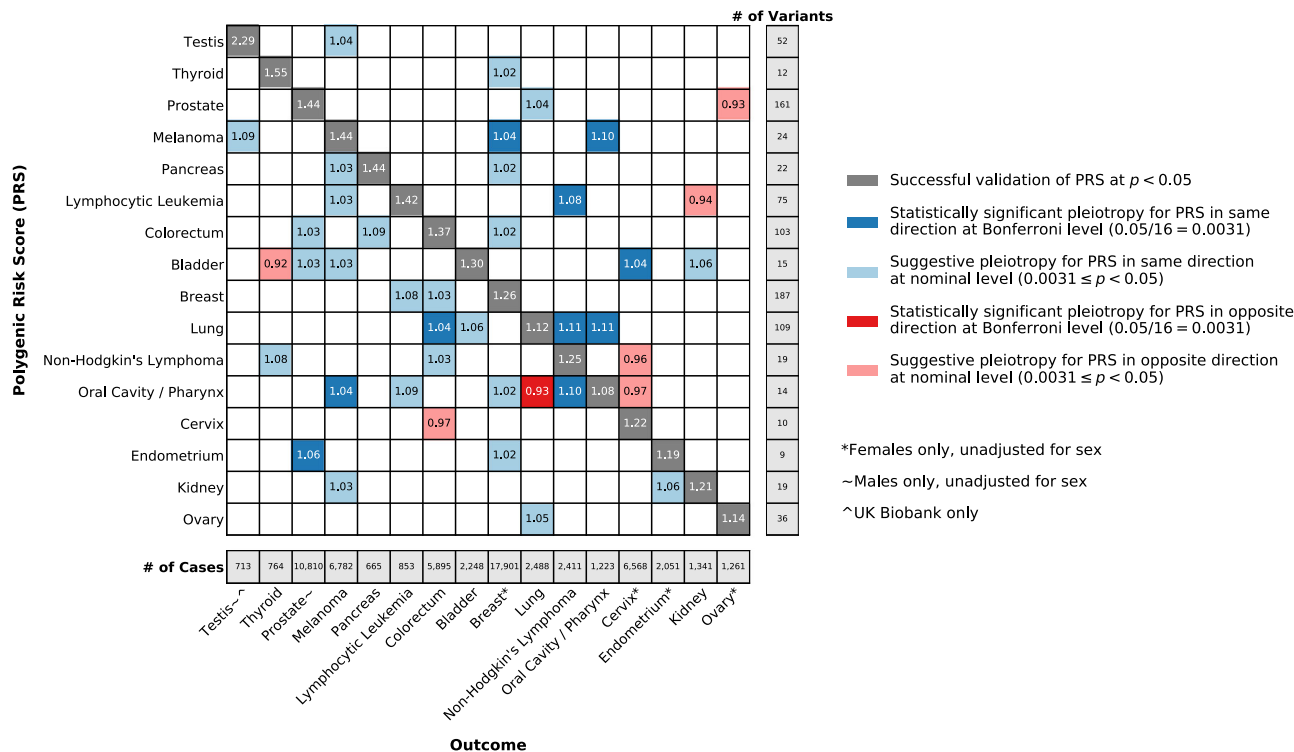 # of Variants
Testis 2.29 1.04 52
Thyroid 1.55 1.02 12
Prostate 1.44 1.04 0.93 161
Melanoma 1.09 1.44 1.04 1.10 24
Pancreas 1.03 1.44 1.02 22
Lymphocytic Leukemia 1.03 1.42 1.08 0.94 75
Colorectum 1.03 1.09 1.37 1.02 103
Bladder 0.92 1.03 1.03 1.30 1.04 1.06 15
Breast 1.08 1.03 1.26 187
Lung 1.04 1.06 1.12 1.11 1.11 109
Non-Hodgkin's Lymphoma 1.08 1.03 1.25 0.96 19
Oral Cavity / Pharynx 1.04 1.09 1.02 0.93 1.10 1.08 0.97 14
Cervix 0.97 1.22 10
Endometrium 1.06 1.02 1.19 9
Kidney 1.03 1.06 1.21 19
Ovary 1.05 1.14 36
Polygenic Risk Score (PRS)
# of Cases 713 764 10,810 6,782 665 853 5,895 2,248 17,901 2,488 2,411 1,223 6,568 2,051 1,341 1,261
Testis~^
Thyroid
Prostate~
Melanoma
Pancreas
Lymphocytic Leukemia
Colorectum
Bladder
Breast*
Lung
Non-Hodgkin's Lymphoma
Oral Cavity / Pharynx
Cervix*
Endometrium*
Kidney
Ovary*
Outcome
Successful validation of PRS at p < 0.05
Statistically significant pleiotropy for PRS in same
direction at Bonferroni level (0.05/16 = 0.0031)
Suggestive pleiotropy for PRS in same direction
at nominal level (0.0031 ≤ p < 0.05)
Statistically significant pleiotropy for PRS in opposite
direction at Bonferroni level (0.05/16 = 0.0031)
Suggestive pleiotropy for PRS in opposite direction
at nominal level (0.0031 ≤ p < 0.05)
*Females only, unadjusted for sex
~Males only, unadjusted for sex
^UK Biobank only